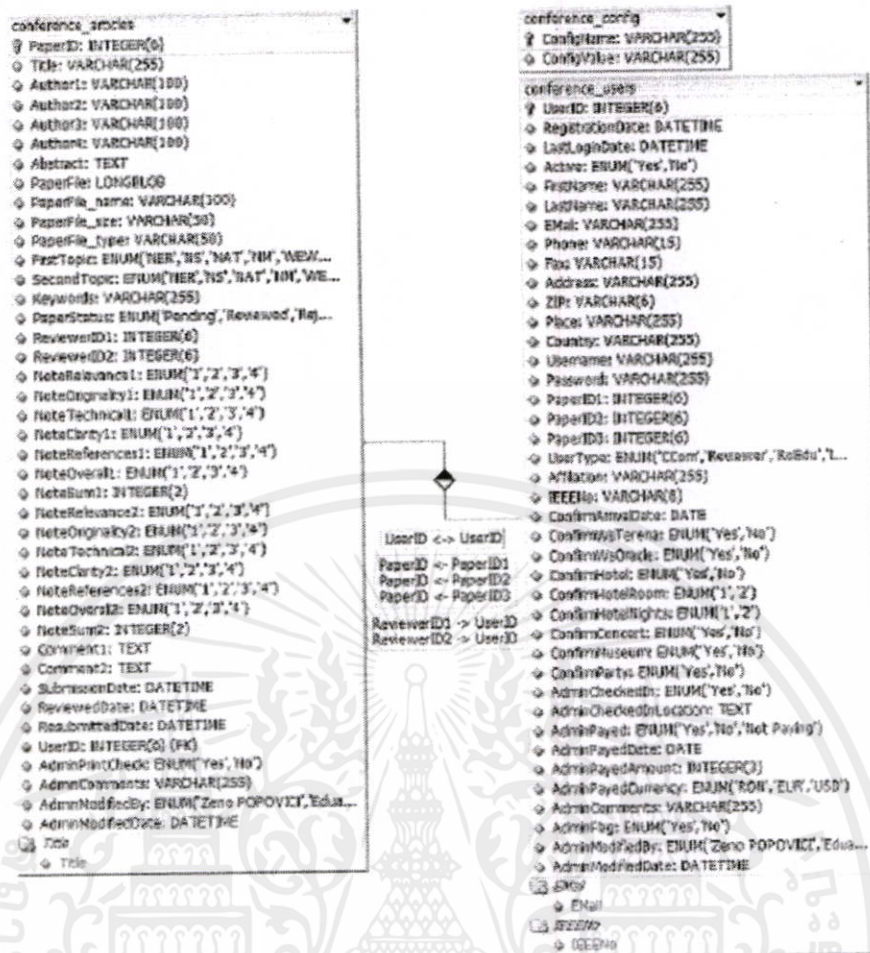 conference_articles
PaperID: INTEGER(6)
Title: VARCHAR(255)
Author1: VARCHAR(100)
Author2: VARCHAR(100)
Author3: VARCHAR(100)
Author4: VARCHAR(100)
Abstract: TEXT
PaperFile: LONGBLOB
PaperFile_name: VARCHAR(100)
PaperFile_size: VARCHAR(50)
PaperFile_type: VARCHAR(50)
FirstTopic: ENUM('NER','NS','NAT','NM','WEW...
SecondTopic: ENUM('NER','NS','NAT','NM','WE...
Keywords: VARCHAR(255)
PaperStatus: ENUM('Pending','Reviewed','Rej...
ReviewerID1: INTEGER(6)
ReviewerID2: INTEGER(6)
NoteRelevance1: ENUM('1','2','3','4')
NoteOriginality1: ENUM('1','2','3','4')
NoteTechnical1: ENUM('1','2','3','4')
NoteClarity1: ENUM('1','2','3','4')
NoteReferences1: ENUM('1','2','3','4')
NoteOverall1: ENUM('1','2','3','4')
NoteSum1: INTEGER(2)
NoteRelevance2: ENUM('1','2','3','4')
NoteOriginality2: ENUM('1','2','3','4')
NoteTechnical2: ENUM('1','2','3','4')
NoteClarity2: ENUM('1','2','3','4')
NoteReferences2: ENUM('1','2','3','4')
NoteOverall2: ENUM('1','2','3','4')
NoteSum2: INTEGER(2)
Comment1: TEXT
Comment2: TEXT
SubmissionDate: DATETIME
ReviewedDate: DATETIME
ResubmittedDate: DATETIME
UserID: INTEGER(6) (FK)
AdminPrintCheck: ENUM('Yes','No')
AdminComments: VARCHAR(255)
AdminModifiedBy: ENUM('Zeno POPOVICI','Edua...
AdminModifiedDate: DATETIME
Title
Title
UserID <-> UserID
PaperID <- PaperID1
PaperID <- PaperID2
PaperID <- PaperID3
ReviewerID1 -> UserID
ReviewerID2 -> UserID
conference_config
ConfigName: VARCHAR(255)
ConfigValue: VARCHAR(255)
conference_users
UserID: INTEGER(6)
RegistrationDate: DATETIME
LastLoginDate: DATETIME
Active: ENUM('Yes','No')
FirstName: VARCHAR(255)
LastName: VARCHAR(255)
EMail: VARCHAR(255)
Phone: VARCHAR(15)
Fax: VARCHAR(15)
Address: VARCHAR(255)
ZIP: VARCHAR(6)
Place: VARCHAR(255)
Country: VARCHAR(255)
Username: VARCHAR(255)
Password: VARCHAR(255)
PaperID1: INTEGER(6)
PaperID2: INTEGER(6)
PaperID3: INTEGER(6)
UserType: ENUM('CCom','Reviewer','RoEdu','L...
Affiliation: VARCHAR(255)
IEEENo: VARCHAR(8)
ConfirmArrivalDate: DATE
ConfirmWsTerena: ENUM('Yes','No')
ConfirmWsOracle: ENUM('Yes','No')
ConfirmHotel: ENUM('Yes','No')
ConfirmHotelRoom: ENUM('1','2')
ConfirmHotelNights: ENUM('1','2')
ConfirmConcert: ENUM('Yes','No')
ConfirmMuseum: ENUM('Yes','No')
ConfirmParty: ENUM('Yes','No')
AdminCheckedIn: ENUM('Yes','No')
AdminCheckedInLocation: TEXT
AdminPayed: ENUM('Yes','No','Not Paying')
AdminPayedDate: DATE
AdminPayedAmount: INTEGER(3)
AdminPayedCurrency: ENUM('RON','EUR','USD')
AdminComments: VARCHAR(255)
AdminFlag: ENUM('Yes','No')
AdminModifiedBy: ENUM('Zeno POPOVICI','Edua...
AdminModifiedDate: DATETIME
EMail
EMail
IEEENo
IEEENo